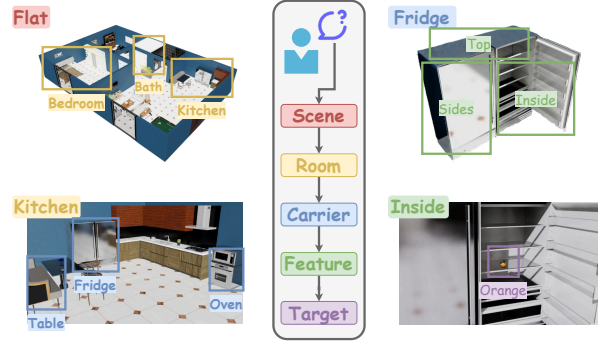 Flat
Bedroom
Bath
Kitchen
Kitchen
Fridge
Oven
Table
?
Scene
Room
Carrier
Feature
Target
Fridge
Top
Sides
Inside
Inside
Orange